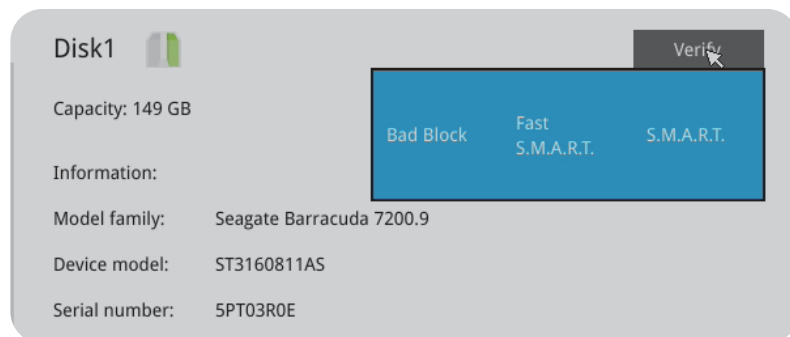 Disk1
Verify
Capacity: 149 GB
Bad Block
Fast
S.M.A.R.T.
S.M.A.R.T.
Information:
Model family: Seagate Barracuda 7200.9
Device model: ST3160811AS
Serial number: 5PT03R0E